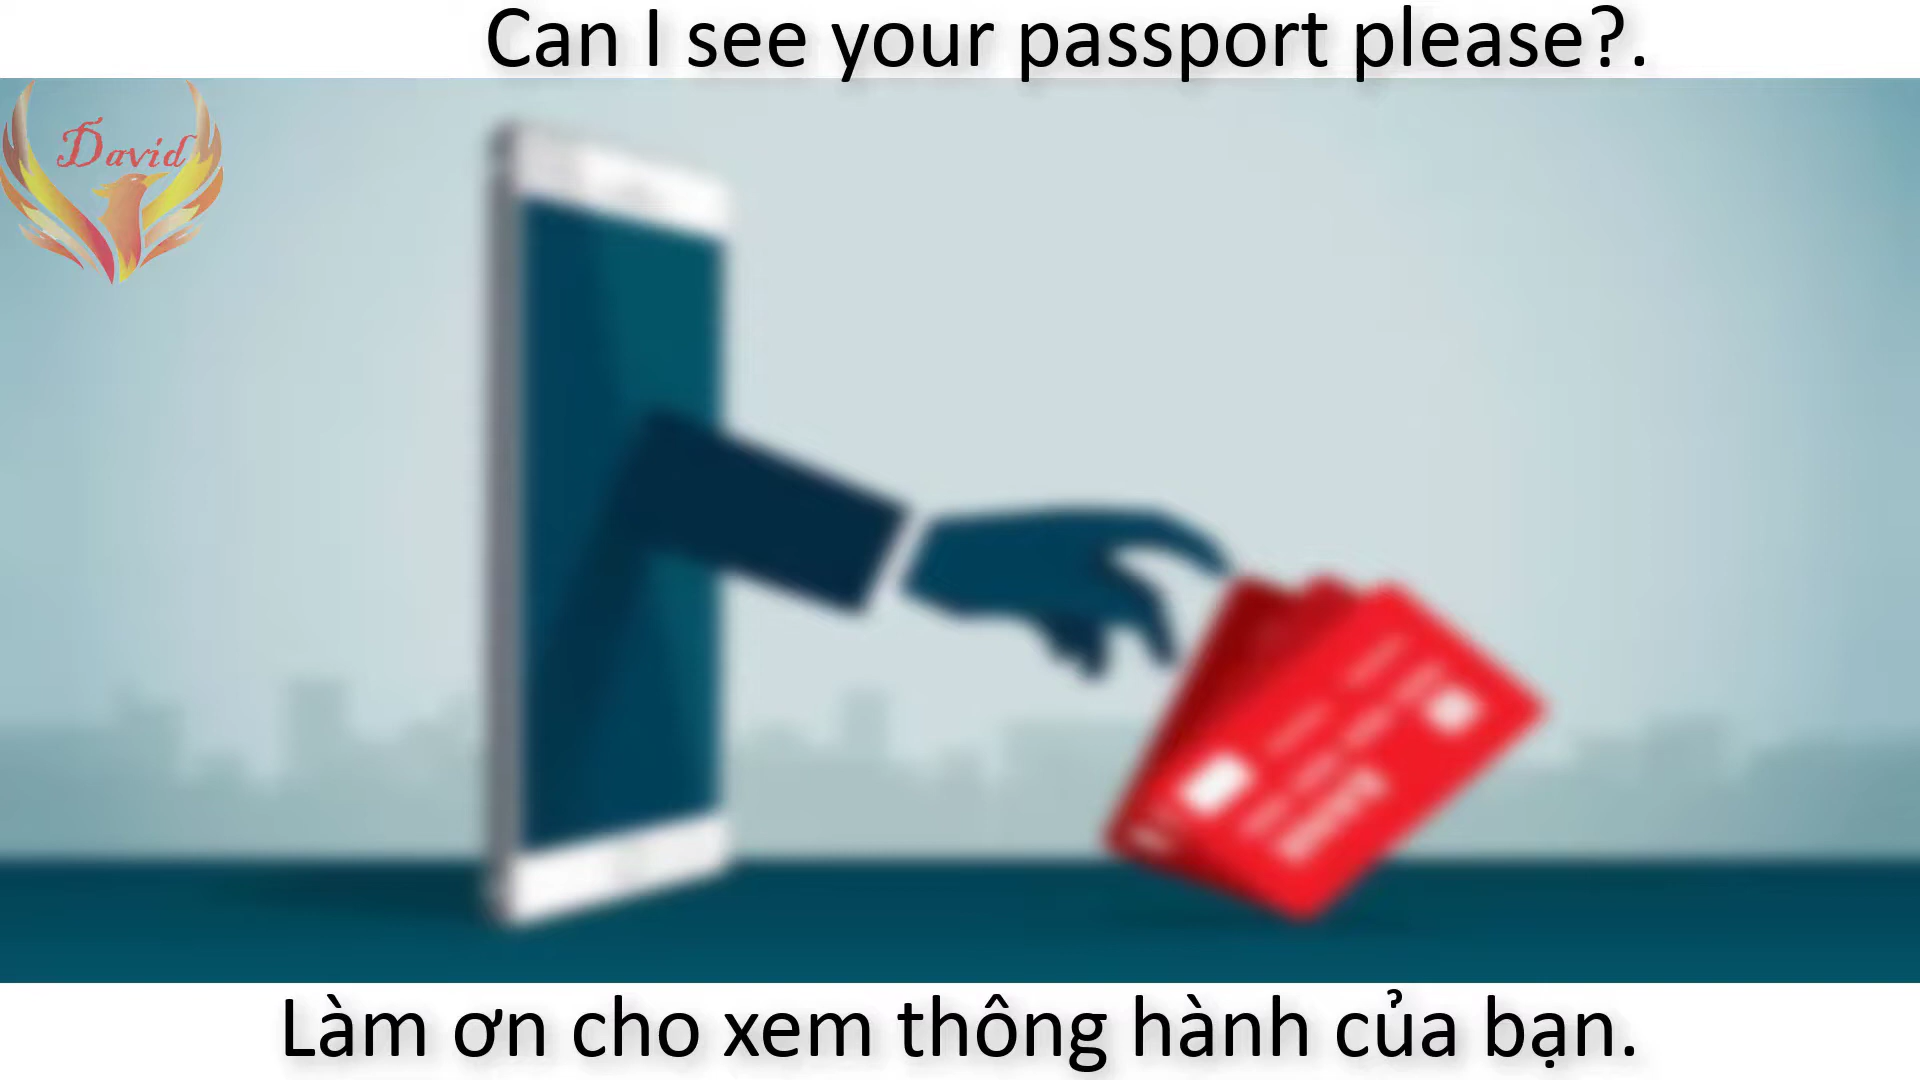 Can I see your passport please?.
David
Làm ơn cho xem thông hành của bạn.